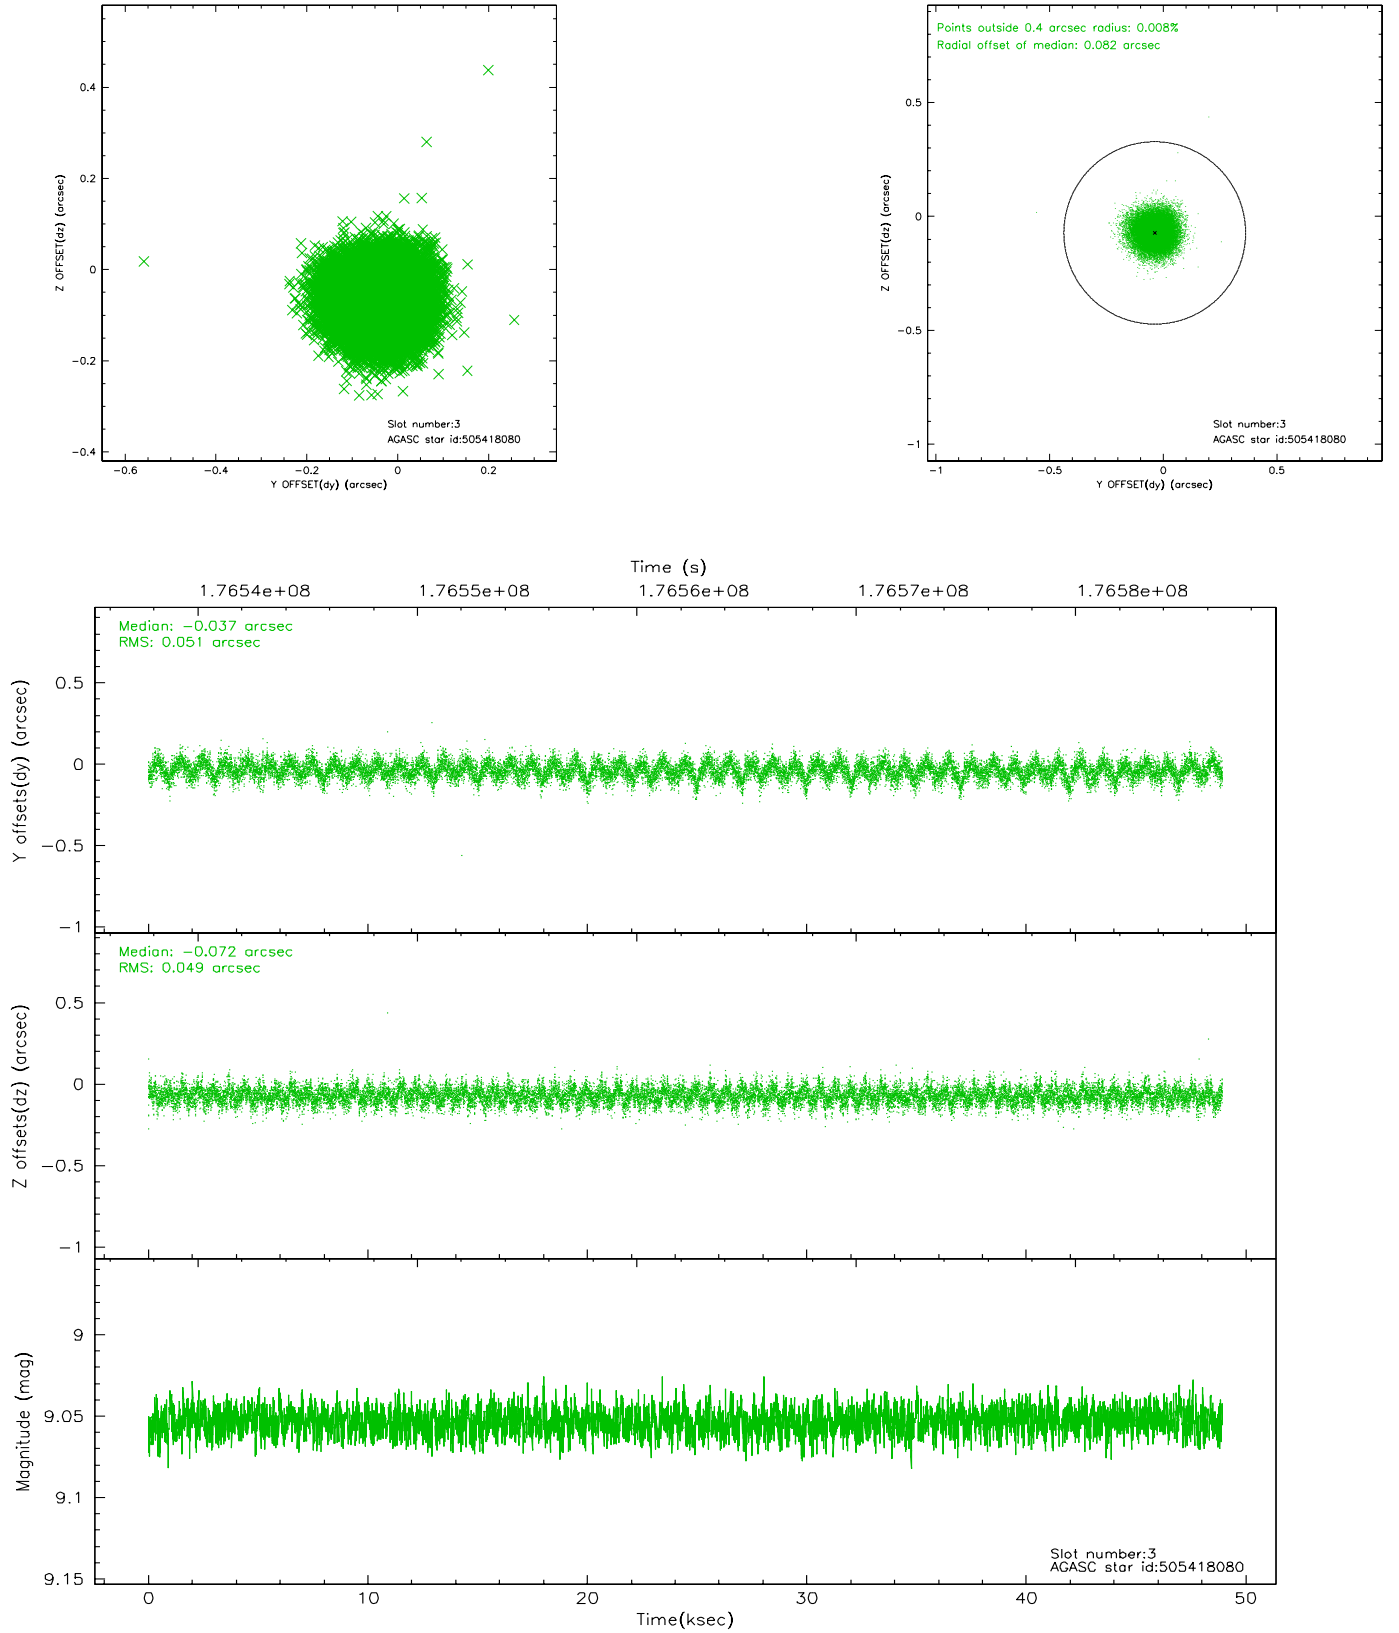 0.4
0.2
0
-0.2
-0.4
Z OFFSET(dz) (arcsec)
Slot number:3
AGASC star id:505418080
-0.6
-0.4
-0.2
0
0.2
Y OFFSET(dy) (arcsec)
Points outside 0.4 arcsec radius: 0.008%
Radial offset of median: 0.082 arcsec
0.5
0
-0.5
-1
Z OFFSET(dz) (arcsec)
Slot number:3
AGASC star id:505418080
-1
-0.5
0
0.5
Y OFFSET(dy) (arcsec)
Time (s)
1.7654e+08
1.7655e+08
1.7656e+08
1.7657e+08
1.7658e+08
Median: -0.037 arcsec
RMS: 0.051 arcsec
0.5
0
-0.5
-1
Y offsets(dy) (arcsec)
Median: -0.072 arcsec
RMS: 0.049 arcsec
0.5
0
-0.5
-1
Z offsets(dz) (arcsec)
9
9.05
9.1
9.15
Magnitude (mag)
Slot number:3
AGASC star id:505418080
0
10
20
30
40
50
Time(ksec)